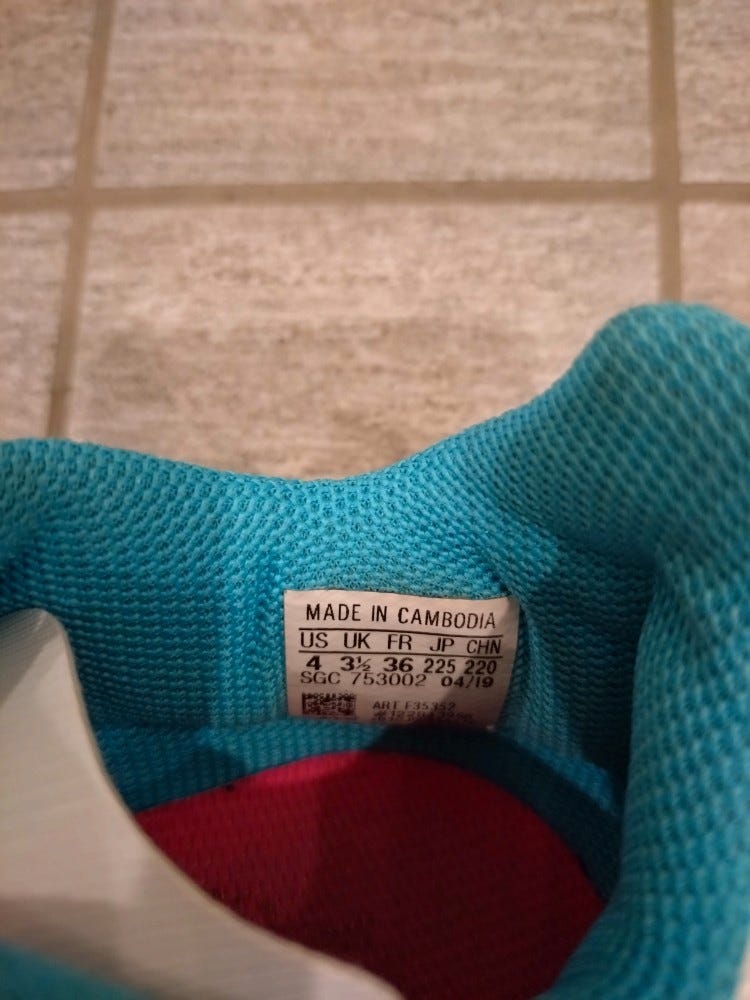 MADE IN CAMBODIA
US UK FR JP CHN
4 3½ 36 225 220
SGC 753002 04/19
ART F35352